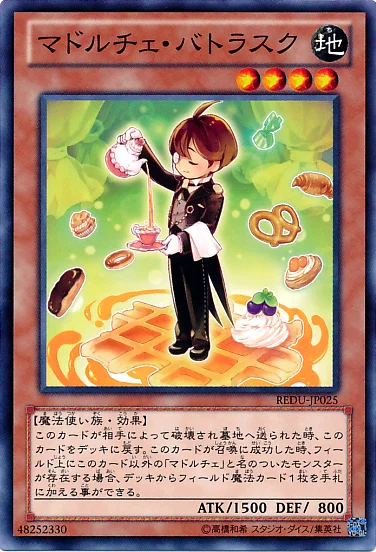 マドルチェ・バトラスク
地
REDU-JP025
【魔法使い族・効果】
このカードが相手によって破壊され墓地へ送られた時、この
カードをデッキに戻す。このカードが召喚に成功した時、フィー
ルド上にこのカード以外の「マドルチェ」と名のついたモンスター
が存在する場合、デッキからフィールド魔法カード1枚を手札
に加える事ができる。
ATK/1500 DEF/ 800
48252330
©高橋和希 スタジオ・ダイス/集英社